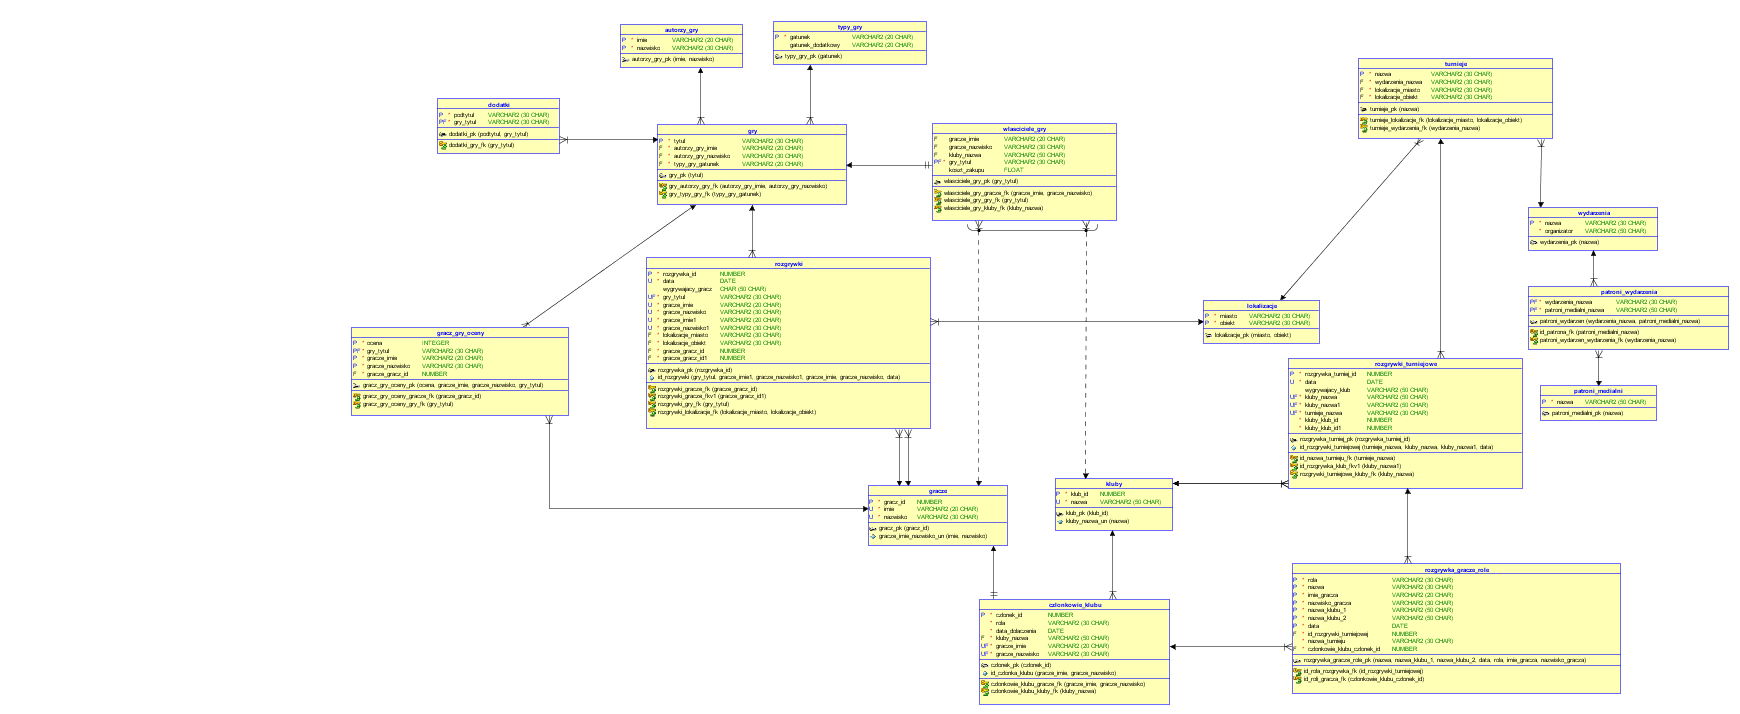 autorzy_gry
P * imie VARCHAR2 (20 CHAR)
P * nazwisko VARCHAR2 (30 CHAR)
autorzy_gry_pk (imie, nazwisko)
typy_gry
P * gatunek VARCHAR2 (20 CHAR)
gatunek_dodatkowy VARCHAR2 (20 CHAR)
typy_gry_pk (gatunek)
turnieje
P * nazwa VARCHAR2 (30 CHAR)
F * wydarzenia_nazwa VARCHAR2 (30 CHAR)
F * lokalizacje_miasto VARCHAR2 (30 CHAR)
F * lokalizacje_obiekt VARCHAR2 (30 CHAR)
turnieje_pk (nazwa)
turnieje_lokalizacje_fk (lokalizacje_miasto, lokalizacje_obiekt)
turnieje_wydarzenia_fk (wydarzenia_nazwa)
dodatki
P * podtytul VARCHAR2 (30 CHAR)
PF * gry_tytul VARCHAR2 (30 CHAR)
dodatki_pk (podtytul, gry_tytul)
dodatki_gry_fk (gry_tytul)
gry
P * tytul VARCHAR2 (30 CHAR)
F * autorzy_gry_imie VARCHAR2 (20 CHAR)
F * autorzy_gry_nazwisko VARCHAR2 (30 CHAR)
F * typy_gry_gatunek VARCHAR2 (20 CHAR)
gry_pk (tytul)
gry_autorzy_gry_fk (autorzy_gry_imie, autorzy_gry_nazwisko)
gry_typy_gry_fk (typy_gry_gatunek)
wlasciciele_gry
F gracze_imie VARCHAR2 (20 CHAR)
F gracze_nazwisko VARCHAR2 (30 CHAR)
F kluby_nazwa VARCHAR2 (50 CHAR)
PF * gry_tytul VARCHAR2 (30 CHAR)
koszt_zakupu FLOAT
wlasciciele_gry_pk (gry_tytul)
wlasciciele_gry_gracze_fk (gracze_imie, gracze_nazwisko)
wlasciciele_gry_gry_fk (gry_tytul)
wlasciciele_gry_kluby_fk (kluby_nazwa)
wydarzenia
P * nazwa VARCHAR2 (30 CHAR)
* organizator VARCHAR2 (50 CHAR)
wydarzenia_pk (nazwa)
rozgrywki
P * rozgrywka_id NUMBER
U * data DATE
wygrywajacy_gracz CHAR (50 CHAR)
UF * gry_tytul VARCHAR2 (30 CHAR)
U * gracze_imie VARCHAR2 (20 CHAR)
U * gracze_nazwisko VARCHAR2 (30 CHAR)
U * gracze_imie1 VARCHAR2 (20 CHAR)
U * gracze_nazwisko1 VARCHAR2 (30 CHAR)
F * lokalizacje_miasto VARCHAR2 (30 CHAR)
F * lokalizacje_obiekt VARCHAR2 (30 CHAR)
F * gracze_gracz_id NUMBER
F * gracze_gracz_id1 NUMBER
rozgrywka_pk (rozgrywka_id)
id_rozgrywki (gry_tytul, gracze_imie1, gracze_nazwisko1, gracze_imie, gracze_nazwisko, data)
rozgrywki_gracze_fk (gracze_gracz_id)
rozgrywki_gracze_fkv1 (gracze_gracz_id1)
rozgrywki_gry_fk (gry_tytul)
rozgrywki_lokalizacje_fk (lokalizacje_miasto, lokalizacje_obiekt)
lokalizacje
P * miasto VARCHAR2 (30 CHAR)
P * obiekt VARCHAR2 (30 CHAR)
lokalizacje_pk (miasto, obiekt)
patroni_wydarzenia
PF * wydarzenia_nazwa VARCHAR2 (30 CHAR)
PF * patroni_medialni_nazwa VARCHAR2 (50 CHAR)
patroni_wydarzen (wydarzenia_nazwa, patroni_medialni_nazwa)
id_patrona_fk (patroni_medialni_nazwa)
patroni_wydarzen_wydarzenia_fk (wydarzenia_nazwa)
gracz_gry_oceny
P * ocena INTEGER
PF * gry_tytul VARCHAR2 (30 CHAR)
P * gracze_imie VARCHAR2 (20 CHAR)
P * gracze_nazwisko VARCHAR2 (30 CHAR)
F * gracze_gracz_id NUMBER
gracz_gry_oceny_pk (ocena, gracze_imie, gracze_nazwisko, gry_tytul)
gracz_gry_oceny_gracze_fk (gracze_gracz_id)
gracz_gry_oceny_gry_fk (gry_tytul)
rozgrywki_turniejowe
P * rozgrywka_turniej_id NUMBER
U * data DATE
wygrywajacy_klub VARCHAR2 (50 CHAR)
UF * kluby_nazwa VARCHAR2 (50 CHAR)
UF * kluby_nazwa1 VARCHAR2 (50 CHAR)
UF * turnieje_nazwa VARCHAR2 (30 CHAR)
* kluby_klub_id NUMBER
* kluby_klub_id1 NUMBER
rozgrywka_turniej_pk (rozgrywka_turniej_id)
id_rozgrywki_turniejowej (turnieje_nazwa, kluby_nazwa, kluby_nazwa1, data)
id_nazwa_turnieju_fk (turnieje_nazwa)
id_rozgrywka_klub_fkv1 (kluby_nazwa1)
rozgrywki_turniejowe_kluby_fk (kluby_nazwa)
patroni_medialni
P * nazwa VARCHAR2 (50 CHAR)
patroni_medialni_pk (nazwa)
gracze
P * gracz_id NUMBER
U * imie VARCHAR2 (20 CHAR)
U * nazwisko VARCHAR2 (30 CHAR)
gracz_pk (gracz_id)
gracze_imie_nazwisko_un (imie, nazwisko)
kluby
P * klub_id NUMBER
U * nazwa VARCHAR2 (50 CHAR)
klub_pk (klub_id)
kluby_nazwa_un (nazwa)
rozgrywka_gracze_role
P * rola VARCHAR2 (30 CHAR)
P * nazwa VARCHAR2 (30 CHAR)
P * imie_gracza VARCHAR2 (20 CHAR)
P * nazwisko_gracza VARCHAR2 (30 CHAR)
P * nazwa_klubu_1 VARCHAR2 (50 CHAR)
P * nazwa_klubu_2 VARCHAR2 (50 CHAR)
P * data DATE
F * id_rozgrywki_turniejowej NUMBER
* nazwa_turnieju VARCHAR2 (30 CHAR)
F * czlonkowie_klubu_czlonek_id NUMBER
rozgrywka_gracze_role_pk (nazwa, nazwa_klubu_1, nazwa_klubu_2, data, rola, imie_gracza, nazwisko_gracza)
id_rola_rozgrywka_fk (id_rozgrywki_turniejowej)
id_roli_gracza_fk (czlonkowie_klubu_czlonek_id)
czlonkowie_klubu
P * czlonek_id NUMBER
* rola VARCHAR2 (30 CHAR)
* data_dolaczenia DATE
F * kluby_nazwa VARCHAR2 (50 CHAR)
UF * gracze_imie VARCHAR2 (20 CHAR)
UF * gracze_nazwisko VARCHAR2 (30 CHAR)
czlonek_pk (czlonek_id)
id_czlonka_klubu (gracze_imie, gracze_nazwisko)
czlonkowie_klubu_gracze_fk (gracze_imie, gracze_nazwisko)
czlonkowie_klubu_kluby_fk (kluby_nazwa)